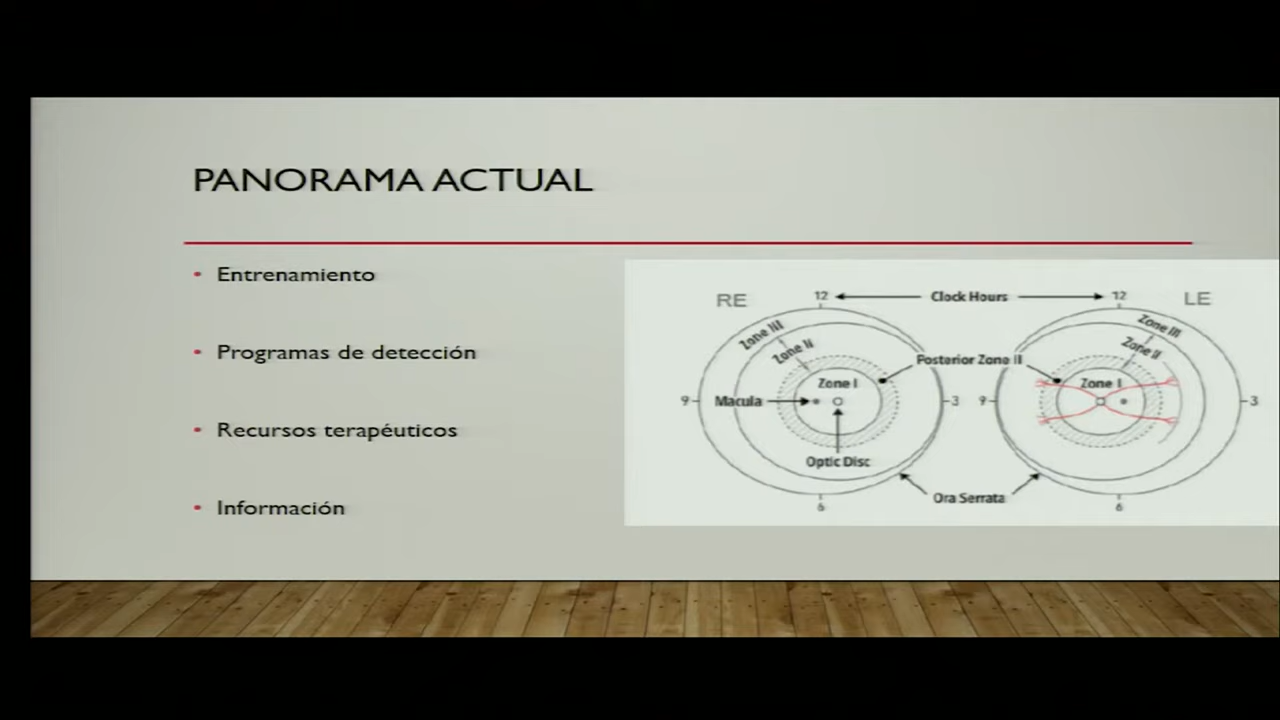 PANORAMA ACTUAL
• Entrenamiento
• Programas de detección
• Recursos terapéuticos
• Información
RE 12 Clock Hours 12 LE
Zone III Zone III
Zone II Zone II
Posterior Zone II
Zone I Zone I
9 Macula 3 9 3
Optic Disc
Ora Serrata
6 6